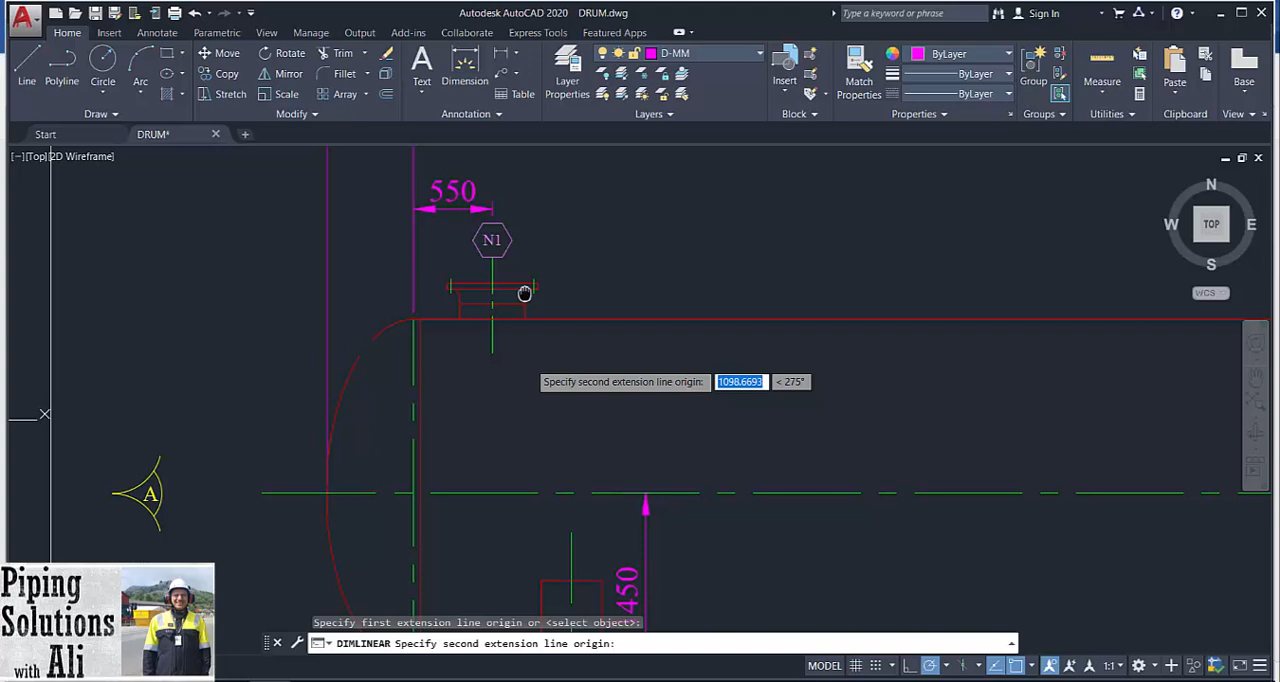 Autodesk AutoCAD 2020 DRUM.dwg
Type a keyword or phrase
Sign In
Home Insert Annotate Parametric View Manage Output Add-ins Collaborate Express Tools Featured Apps
Line
Polyline
Circle
Arc
Move
Copy
Stretch
Rotate
Mirror
Scale
Trim
Fillet
Array
Text
Dimension
Table
Layer
Properties
D-MM
Insert
Match
Properties
ByLayer
ByLayer
ByLayer
Group
Measure
Paste
Base
Draw
Modify
Annotation
Layers
Block
Properties
Groups
Utilities
Clipboard
View
Start
DRUM*
[−][Top][2D Wireframe]
N
W
TOP
E
S
WCS
550
N1
Specify second extension line origin: 1098.6693 < 275°
A
450
Piping
Solutions
with
Ali
Specify first extension line origin or <select object>:
DIMLINEAR Specify second extension line origin:
MODEL
1:1